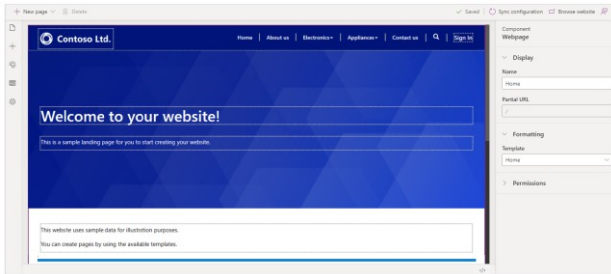 + New page
Delete
Saved
Sync configuration
Browse website
Contoso Ltd.
Home | About us | Electronics | Appliances | Contact us | Sign In
Welcome to your website!
This is a sample landing page for you to start creating your website.
This website uses sample data for illustration purposes.
You can create pages by using the available templates.
Component
Webpage
Display
Name
Home
Partial URL
/
Formatting
Template
Home
Permissions